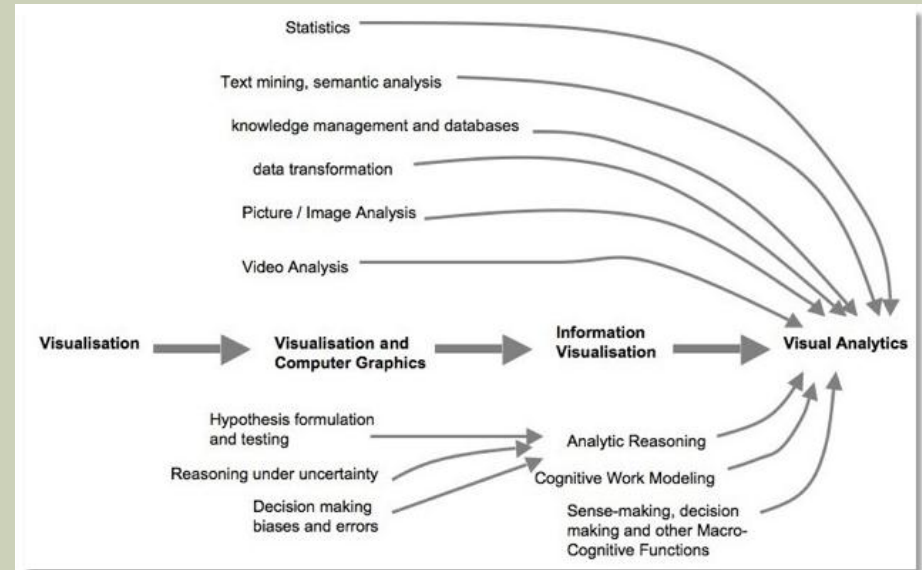 Statistics
Text mining, semantic analysis
knowledge management and databases
data transformation
Picture / Image Analysis
Video Analysis
Visualisation
Visualisation and
Computer Graphics
Information
Visualisation
Visual Analytics
Hypothesis formulation
and testing
Reasoning under uncertainty
Decision making
biases and errors
Analytic Reasoning
Cognitive Work Modeling
Sense-making, decision
making and other Macro-
Cognitive Functions